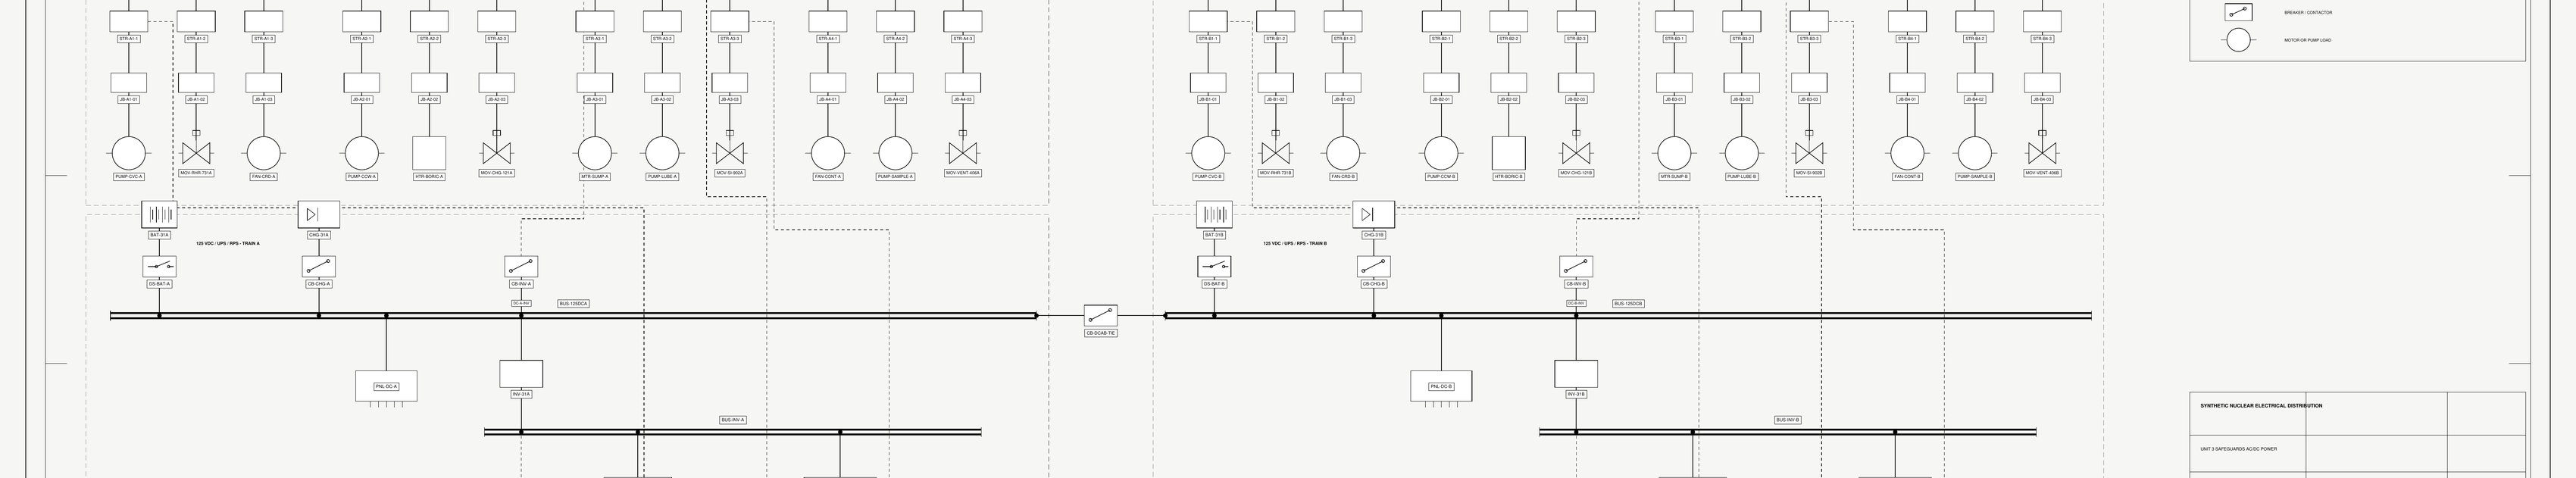 BREAKER / CONTACTOR
STR-A1-1 STR-A1-2 STR-A1-3 STR-A2-1 STR-A2-2 STR-A2-3 STR-A3-1 STR-A3-2 STR-A3-3 STR-A4-1 STR-A4-2 STR-A4-3 STR-B1-1 STR-B1-2 STR-B1-3 STR-B2-1 STR-B2-2 STR-B2-3 STR-B3-1 STR-B3-2 STR-B3-3 STR-B4-1 STR-B4-2 STR-B4-3
MOTOR OR PUMP LOAD
JB-A1-01 JB-A1-02 JB-A1-03 JB-A2-01 JB-A2-02 JB-A2-03 JB-A3-01 JB-A3-02 JB-A3-03 JB-A4-01 JB-A4-02 JB-A4-03 JB-B1-01 JB-B1-02 JB-B1-03 JB-B2-01 JB-B2-02 JB-B2-03 JB-B3-01 JB-B3-02 JB-B3-03 JB-B4-01 JB-B4-02 JB-B4-03
PUMP-CVC-A MOV-RHR-731A FAN-CRD-A PUMP-CCW-A HTR-BORIC-A MOV-CHG-121A MTR-SUMP-A PUMP-LUBE-A MOV-SI-902A FAN-CONT-A PUMP-SAMPLE-A MOV-VENT-406A PUMP-CVC-B MOV-RHR-731B FAN-CRD-B PUMP-CCW-B HTR-BORIC-B MOV-CHG-121B MTR-SUMP-B PUMP-LUBE-B MOV-SI-902B FAN-CONT-B PUMP-SAMPLE-B MOV-VENT-406B
BAT-31A CHG-31A BAT-31B CHG-31B
125 VDC / UPS / RPS - TRAIN A 125 VDC / UPS / RPS - TRAIN B
DS-BAT-A CB-CHG-A CB-INV-A DS-BAT-B CB-CHG-B CB-INV-B
DC-A-INV BUS-125DCA DC-B-INV BUS-125DCB
CB-DCAB-TIE
PNL-DC-A PNL-DC-B
INV-31A INV-31B
SYNTHETIC NUCLEAR ELECTRICAL DISTRIBUTION
BUS-INV-A BUS-INV-B
UNIT 3 SAFEGUARDS AC/DC POWER